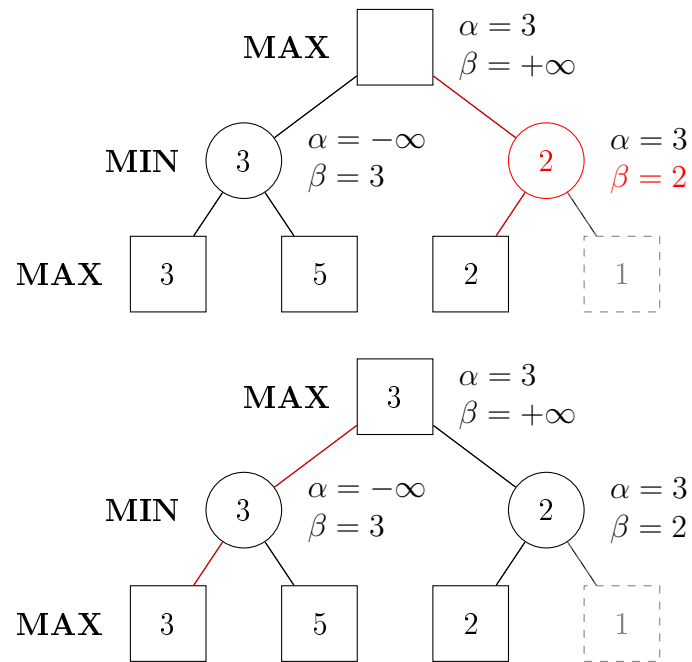 MAX α = 3
β = +∞
MIN 3 α = −∞ 2 α = 3
β = 3 β = 2
MAX 3 5 2 1
MAX 3 α = 3
β = +∞
MIN 3 α = −∞ 2 α = 3
β = 3 β = 2
MAX 3 5 2 1